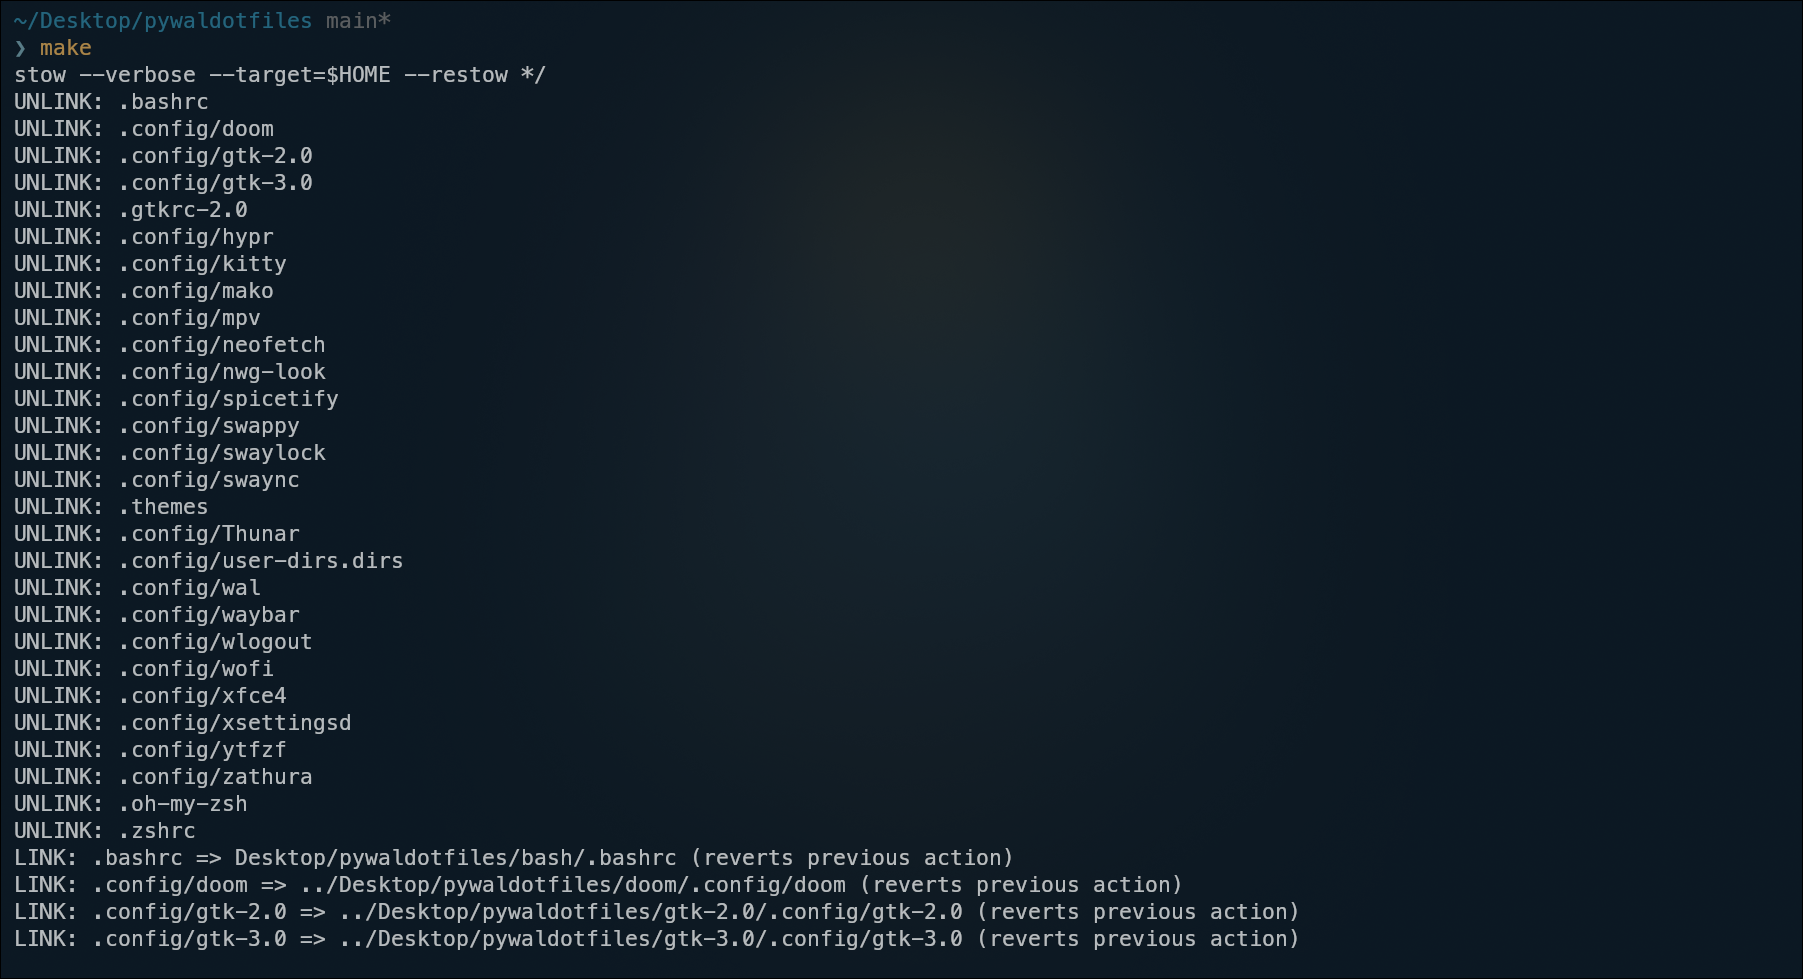 ~/Desktop/pywaldotfiles main*
❯ make
stow --verbose --target=$HOME --restow */
UNLINK: .bashrc
UNLINK: .config/doom
UNLINK: .config/gtk-2.0
UNLINK: .config/gtk-3.0
UNLINK: .gtkrc-2.0
UNLINK: .config/hypr
UNLINK: .config/kitty
UNLINK: .config/mako
UNLINK: .config/mpv
UNLINK: .config/neofetch
UNLINK: .config/nwg-look
UNLINK: .config/spicetify
UNLINK: .config/swappy
UNLINK: .config/swaylock
UNLINK: .config/swaync
UNLINK: .themes
UNLINK: .config/Thunar
UNLINK: .config/user-dirs.dirs
UNLINK: .config/wal
UNLINK: .config/waybar
UNLINK: .config/wlogout
UNLINK: .config/wofi
UNLINK: .config/xfce4
UNLINK: .config/xsettingsd
UNLINK: .config/ytfzf
UNLINK: .config/zathura
UNLINK: .oh-my-zsh
UNLINK: .zshrc
LINK: .bashrc => Desktop/pywaldotfiles/bash/.bashrc (reverts previous action)
LINK: .config/doom => ../Desktop/pywaldotfiles/doom/.config/doom (reverts previous action)
LINK: .config/gtk-2.0 => ../Desktop/pywaldotfiles/gtk-2.0/.config/gtk-2.0 (reverts previous action)
LINK: .config/gtk-3.0 => ../Desktop/pywaldotfiles/gtk-3.0/.config/gtk-3.0 (reverts previous action)